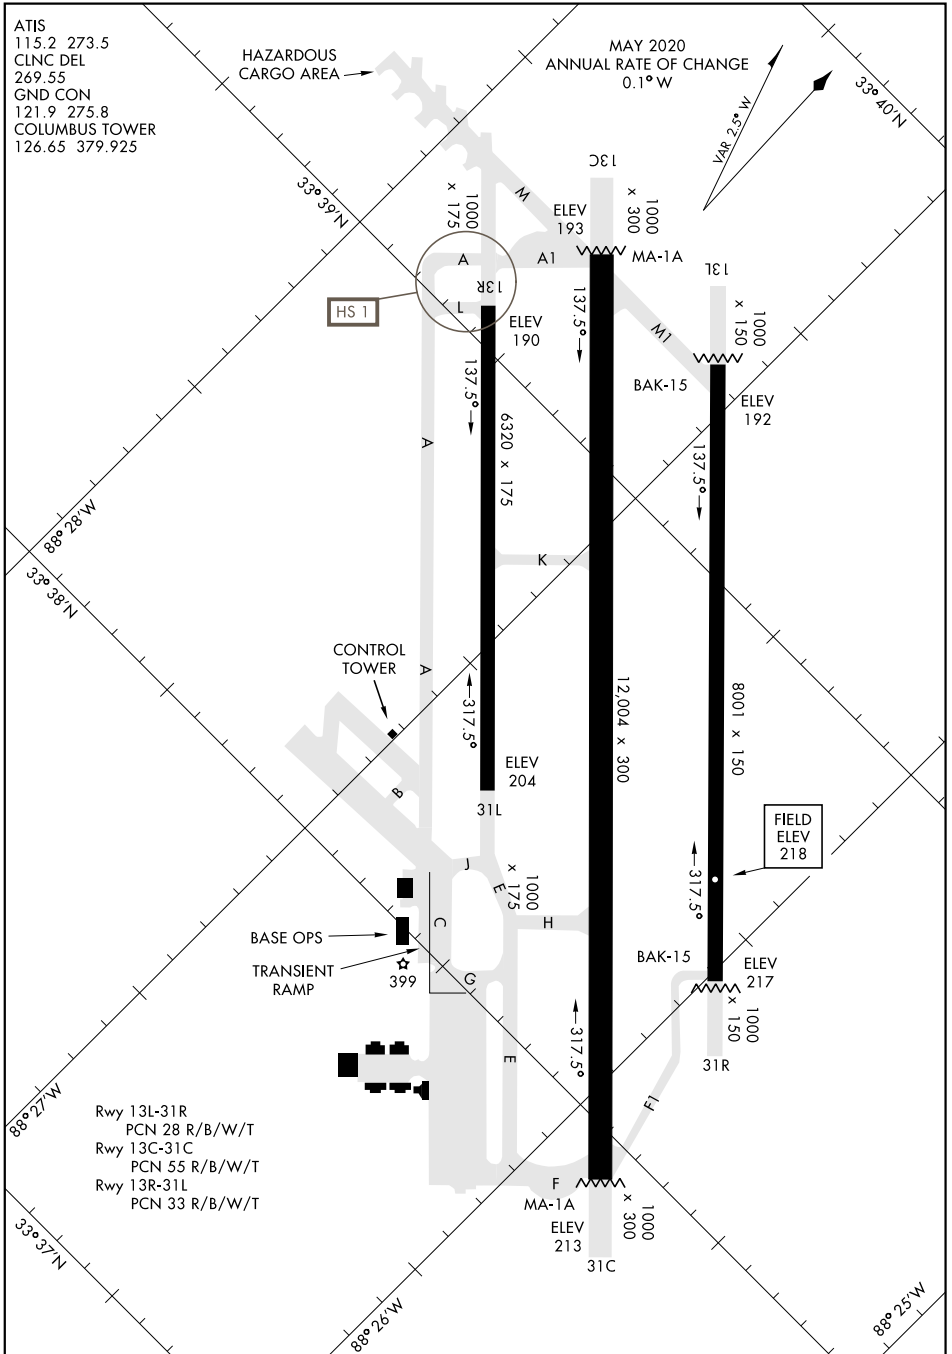 ATIS
115.2 273.5
CLNC DEL
269.55
GND CON
121.9 275.8
COLUMBUS TOWER
126.65 379.925
HAZARDOUS
CARGO AREA
MAY 2020
ANNUAL RATE OF CHANGE
0.1° W
VAR 2.5° W
33° 40'N
33° 39'N
1000
x 175
W
13C
1000
x 300
ELEV
193
A
A1
MA-1A
13L
1000
x 150
HS 1
13R
L
ELEV
190
137.5°
M1
BAK-15
ELEV
192
137.5°
A
6320 x 175
137.5°
88° 28'W
33° 38'N
K
CONTROL
TOWER
A
317.5°
12,004 x 300
8001 x 150
ELEV
204
31L
B
FIELD
ELEV
218
J
E
1000
x 175
317.5°
C
H
BASE OPS
TRANSIENT
RAMP
399
G
BAK-15
ELEV
217
1000
x 150
317.5°
E
31R
F1
88° 27'W
Rwy 13L-31R
PCN 28 R/B/W/T
Rwy 13C-31C
PCN 55 R/B/W/T
Rwy 13R-31L
PCN 33 R/B/W/T
F
MA-1A
ELEV
213
1000
x 300
31C
33° 37'N
88° 26'W
88° 25'W